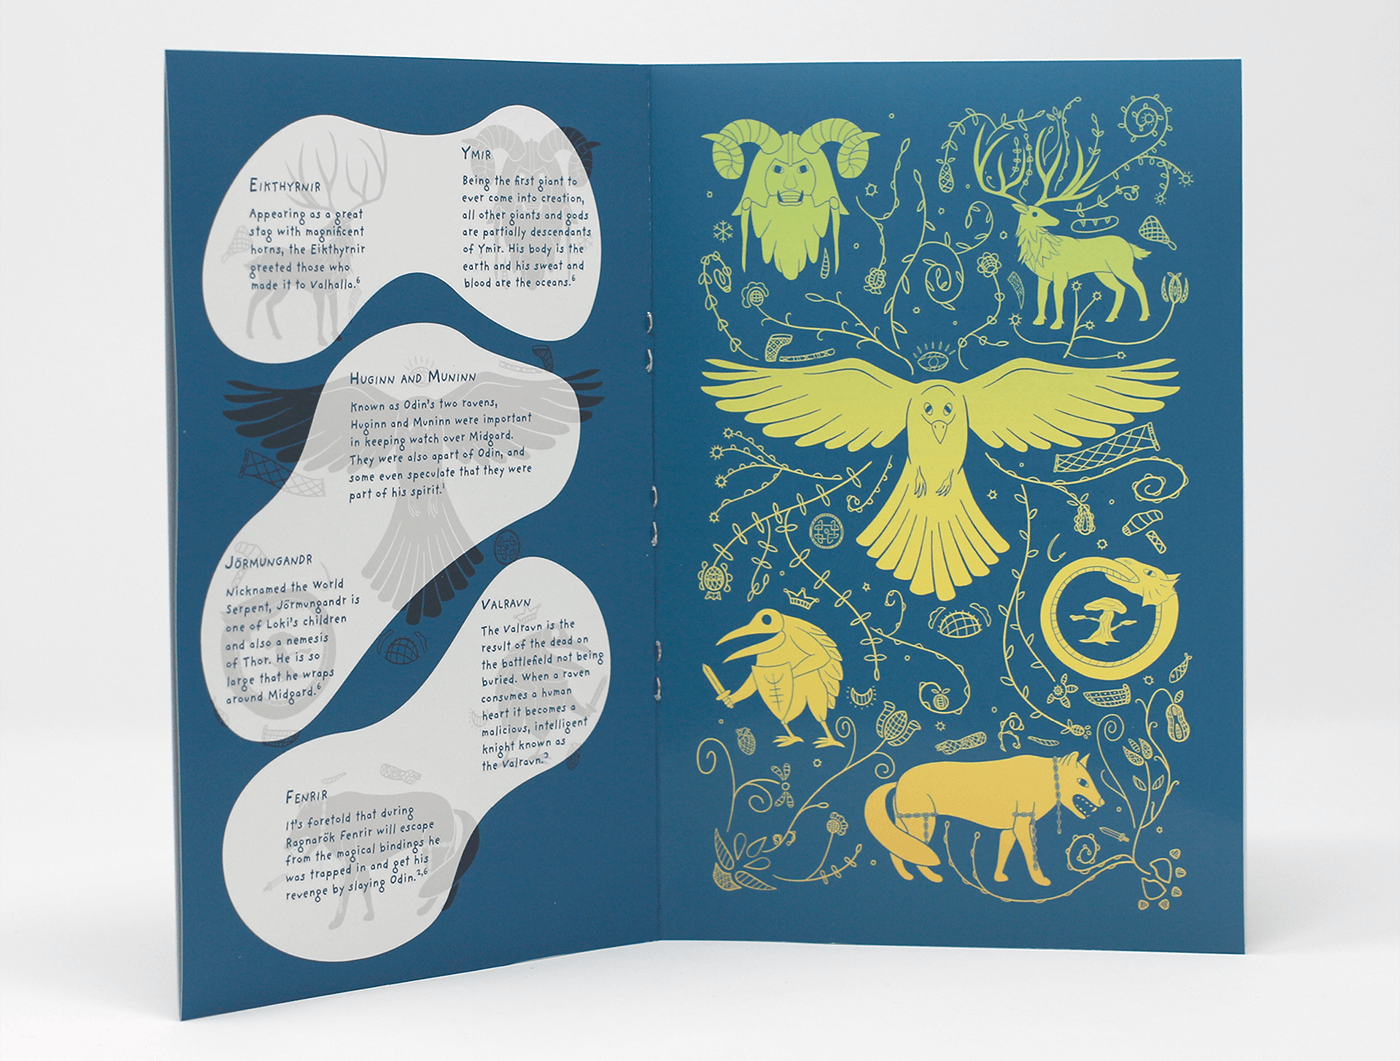 Eikthyrnir
Appearing as a great
stag with magnificent
horns, the Eikthyrnir
greeted those who
made it to Valhalla.6
Ymir
Being the first giant to
ever come into creation,
all other giants and gods
are partially descendants
of Ymir. His body is the
earth and his sweat and
blood are the oceans.6
Huginn and Muninn
Known as Odin's two ravens,
Huginn and Muninn were important
in keeping watch over Midgard.
They were also apart of Odin, and
some even speculate that they were
part of his spirit.1
Jörmungandr
Nicknamed the World
Serpent, Jörmungandr is
one of Loki's children
and also a nemesis
of Thor. He is so
large that he wraps
around Midgard.6
Valravn
The Valravn is the
result of the dead on
the battlefield not being
buried. When a raven
consumes a human
heart it becomes a
malicious, intelligent
knight known as
the Valravn.2
Fenrir
It's foretold that during
Ragnarök Fenrir will escape
from the magical bindings he
was trapped in and get his
revenge by slaying Odin.2,6